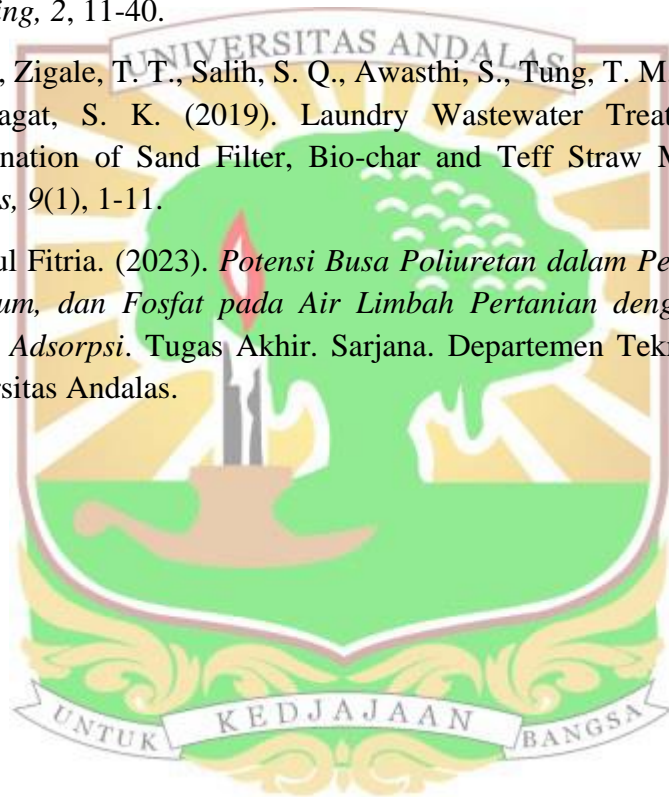 ing, 2, 11-40.
UNIVERSITAS ANDALAS
, Zigale, T. T., Salih, S. Q., Awasthi, S., Tung, T. M
agat, S. K. (2019). Laundry Wastewater Treat
nation of Sand Filter, Bio-char and Teff Straw M
s, 9(1), 1-11.
ul Fitria. (2023). Potensi Busa Poliuretan dalam Pe
um, dan Fosfat pada Air Limbah Pertanian deng
Adsorpsi. Tugas Akhir. Sarjana. Departemen Tekn
rsitas Andalas.
UNTUK KEDJAJAAN BANGSA